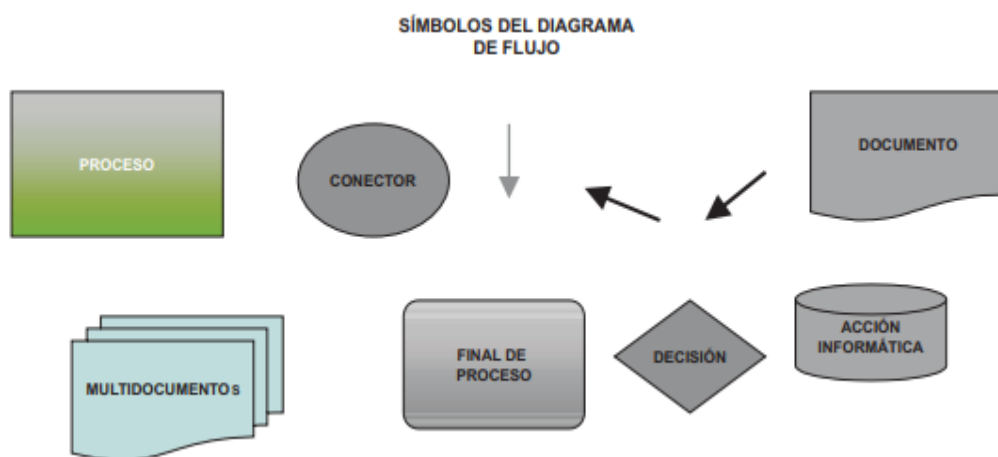 SÍMBOLOS DEL DIAGRAMA
DE FLUJO
PROCESO
CONECTOR
DOCUMENTO
MULTIDOCUMENTOS
FINAL DE
PROCESO
DECISIÓN
ACCIÓN
INFORMÁTICA